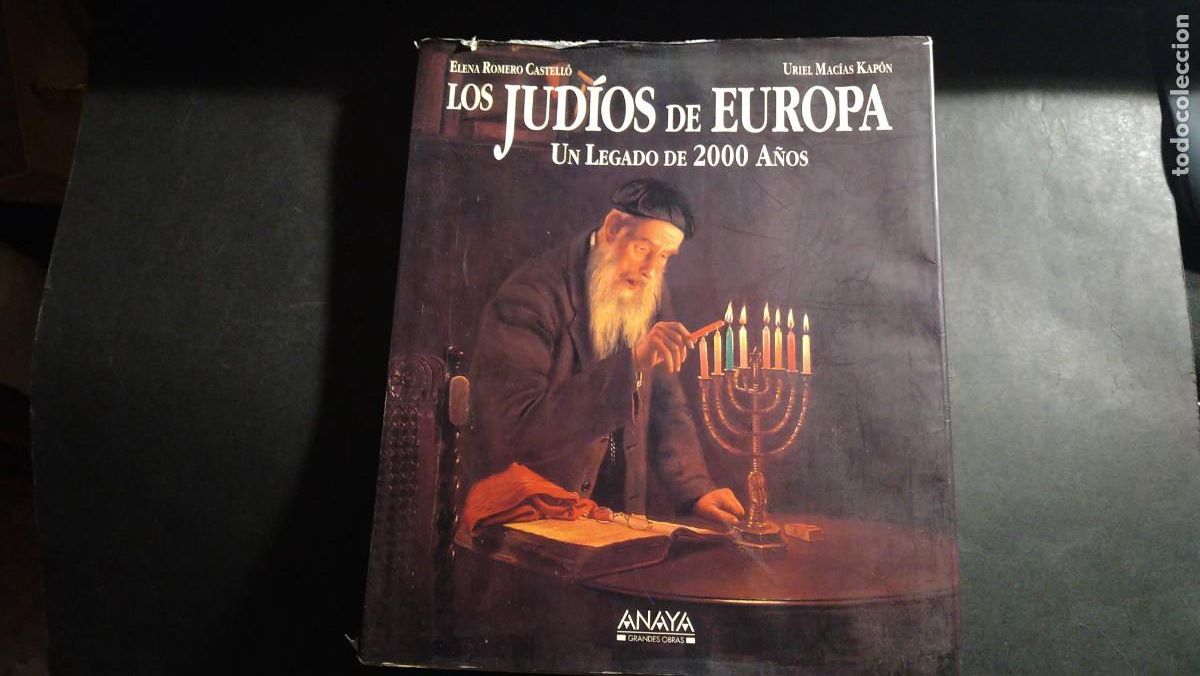 ELENA ROMERO CASTELLÓ
URIEL MACÍAS KAPÓN
LOS JUDÍOS DE EUROPA
UN LEGADO DE 2000 AÑOS
ANAYA
GRANDES OBRAS
todocoleccion